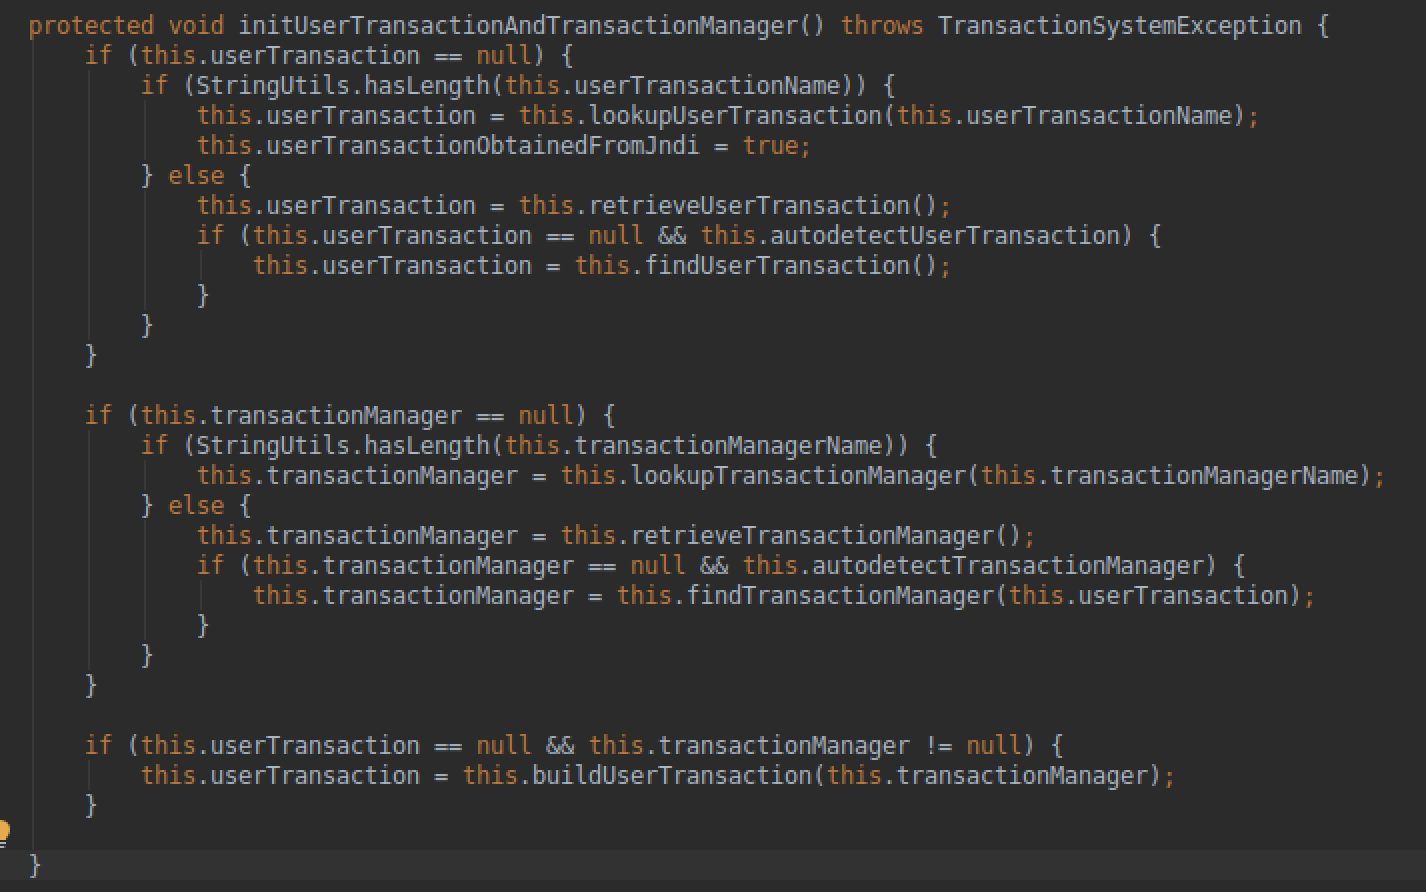 protected void initUserTransactionAndTransactionManager() throws TransactionSystemException {
    if (this.userTransaction == null) {
        if (StringUtils.hasLength(this.userTransactionName)) {
            this.userTransaction = this.lookupUserTransaction(this.userTransactionName);
            this.userTransactionObtainedFromJndi = true;
        } else {
            this.userTransaction = this.retrieveUserTransaction();
            if (this.userTransaction == null && this.autodetectUserTransaction) {
                this.userTransaction = this.findUserTransaction();
            }
        }
    }

    if (this.transactionManager == null) {
        if (StringUtils.hasLength(this.transactionManagerName)) {
            this.transactionManager = this.lookupTransactionManager(this.transactionManagerName);
        } else {
            this.transactionManager = this.retrieveTransactionManager();
            if (this.transactionManager == null && this.autodetectTransactionManager) {
                this.transactionManager = this.findTransactionManager(this.userTransaction);
            }
        }
    }

    if (this.userTransaction == null && this.transactionManager != null) {
        this.userTransaction = this.buildUserTransaction(this.transactionManager);
    }

}